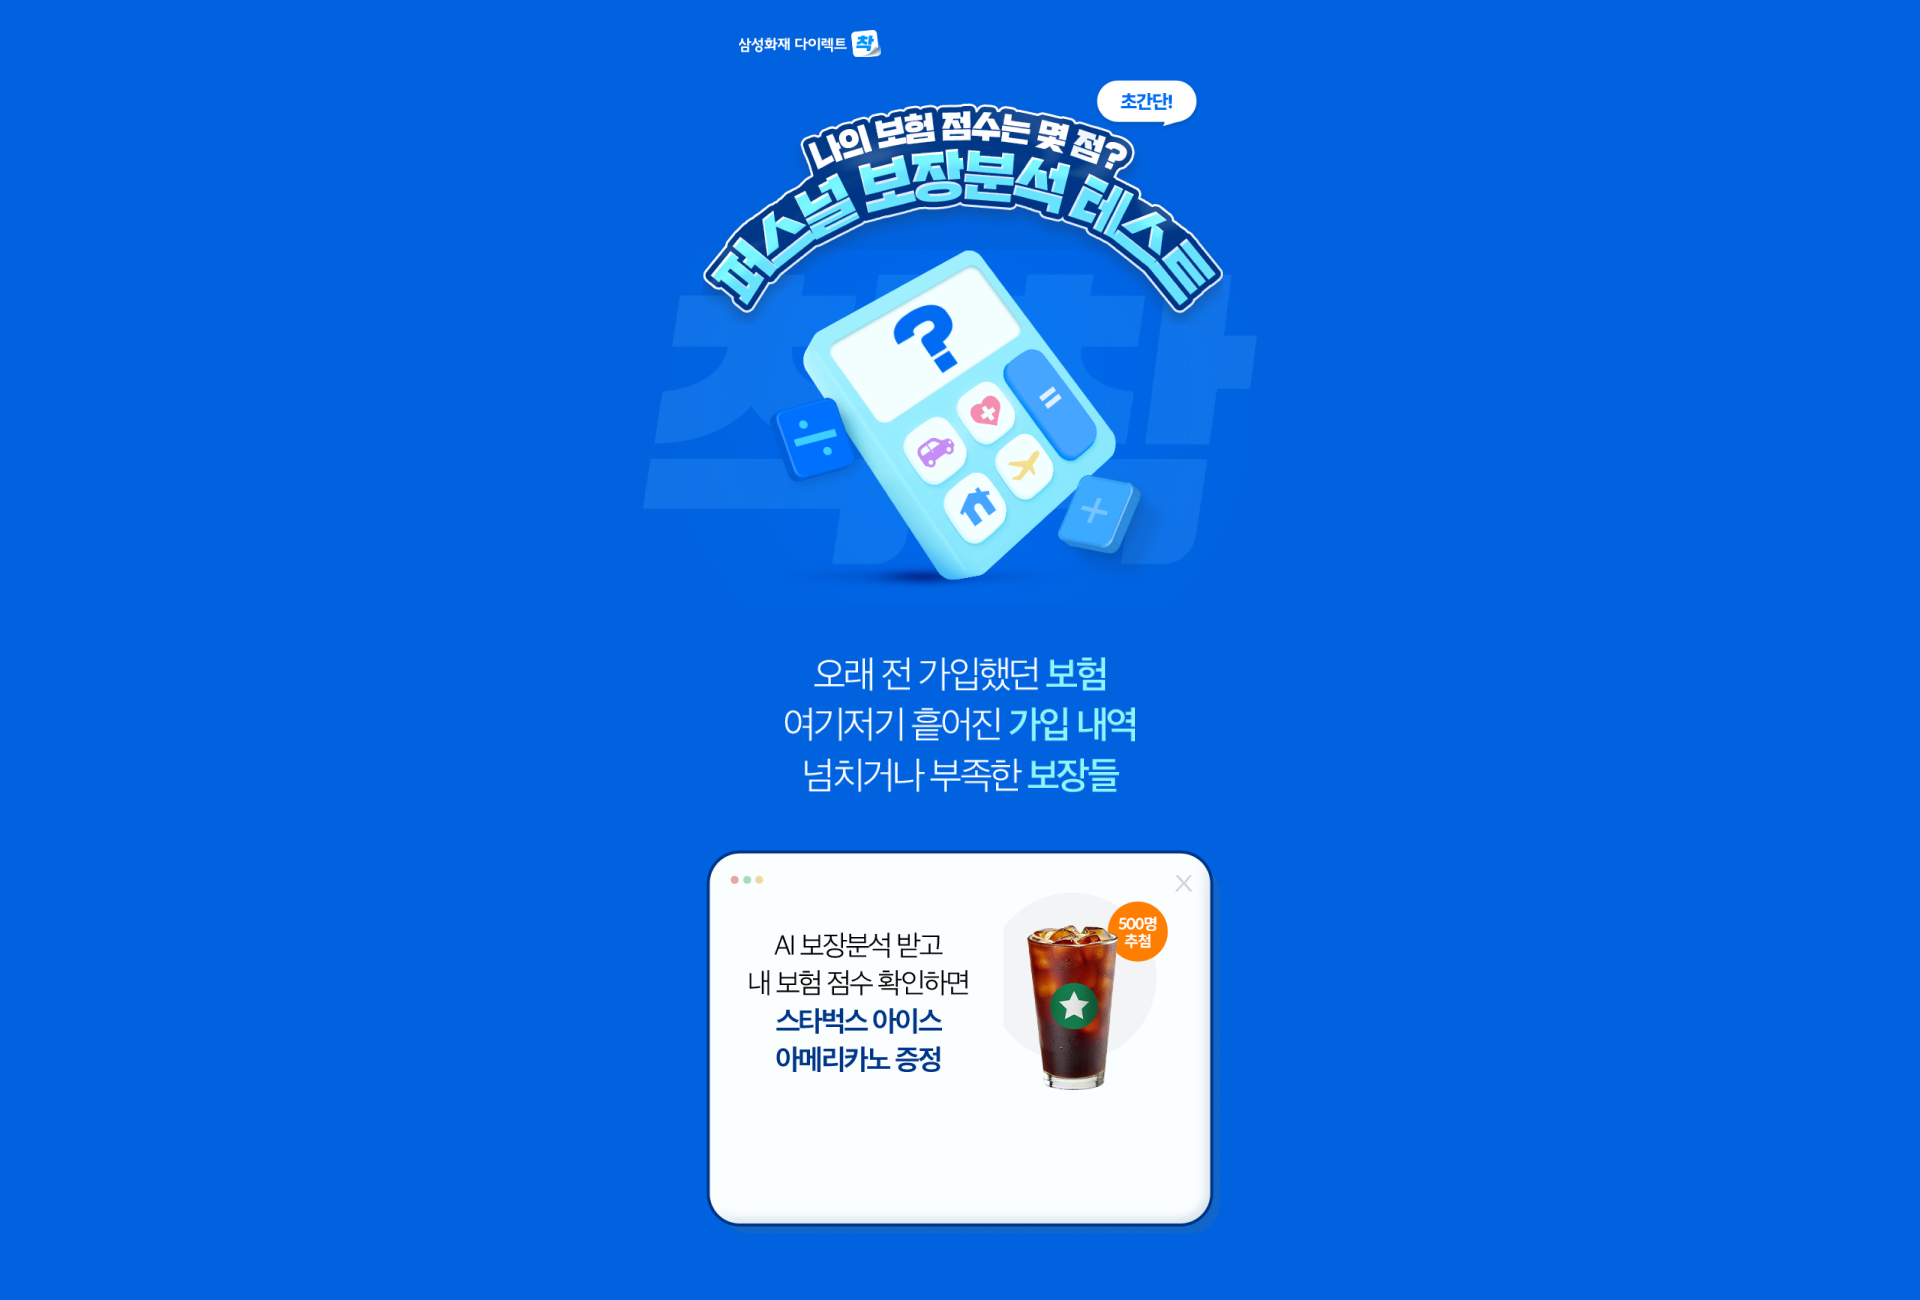 삼성화재 다이렉트 착
초간단!
나의 보험 점수는 몇 점?
퍼스널 보장분석 테스트
착착
오래 전 가입했던 보험
여기저기 흩어진 가입 내역
넘치거나 부족한 보장들
AI 보장분석 받고
내 보험 점수 확인하면
스타벅스 아이스
아메리카노 증정
500명
추첨